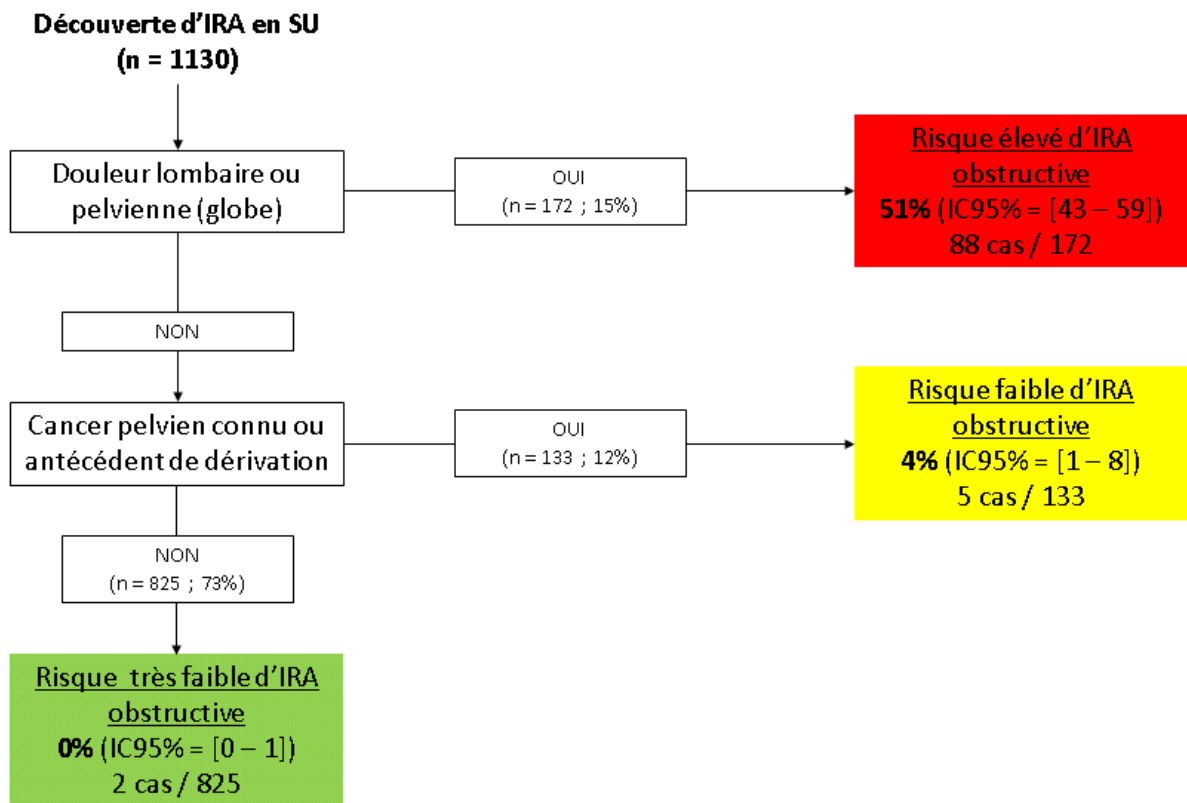 Découverte d'IRA en SU
(n = 1130)
Douleur lombaire ou
pelvienne (globe)
OUI
(n = 172 ; 15%)
Risque élevé d'IRA
obstructive
51% (IC95% = [43 – 59])
88 cas / 172
NON
Cancer pelvien connu ou
antécédent de dérivation
OUI
(n = 133 ; 12%)
Risque faible d'IRA
obstructive
4% (IC95% = [1 – 8])
5 cas / 133
NON
(n = 825 ; 73%)
Risque très faible d'IRA
obstructive
0% (IC95% = [0 – 1])
2 cas / 825